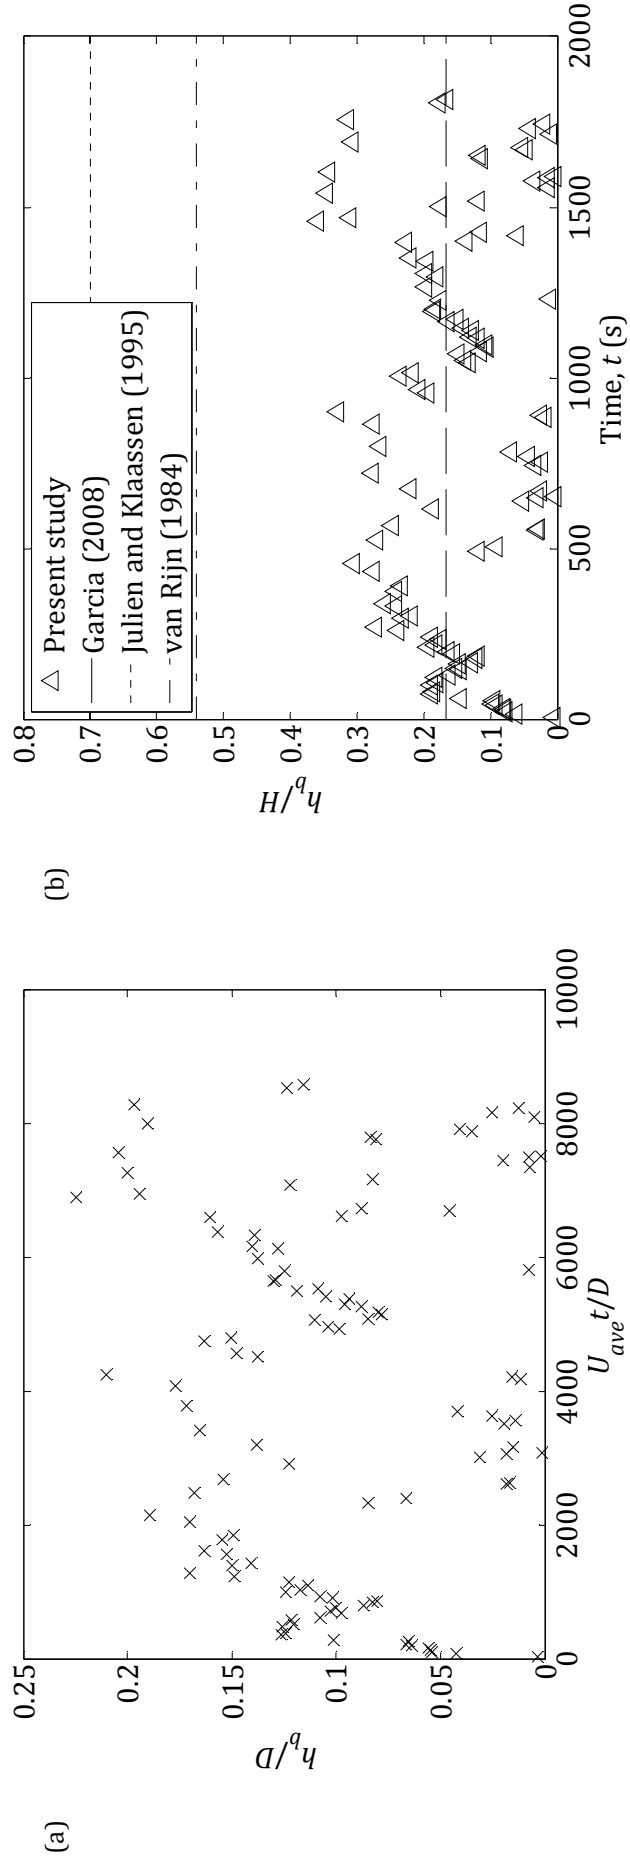 (a)
0.25
0.2
0.15
0.1
0.05
0
h_b/D
0 2000 4000 6000 8000 10000
U_ave t/D
(b)
0.8
0.7
0.6
0.5
0.4
0.3
0.2
0.1
0
h_b/H
Present study
Garcia (2008)
Julien and Klaassen (1995)
van Rijn (1984)
0 500 1000 1500 2000
Time, t (s)